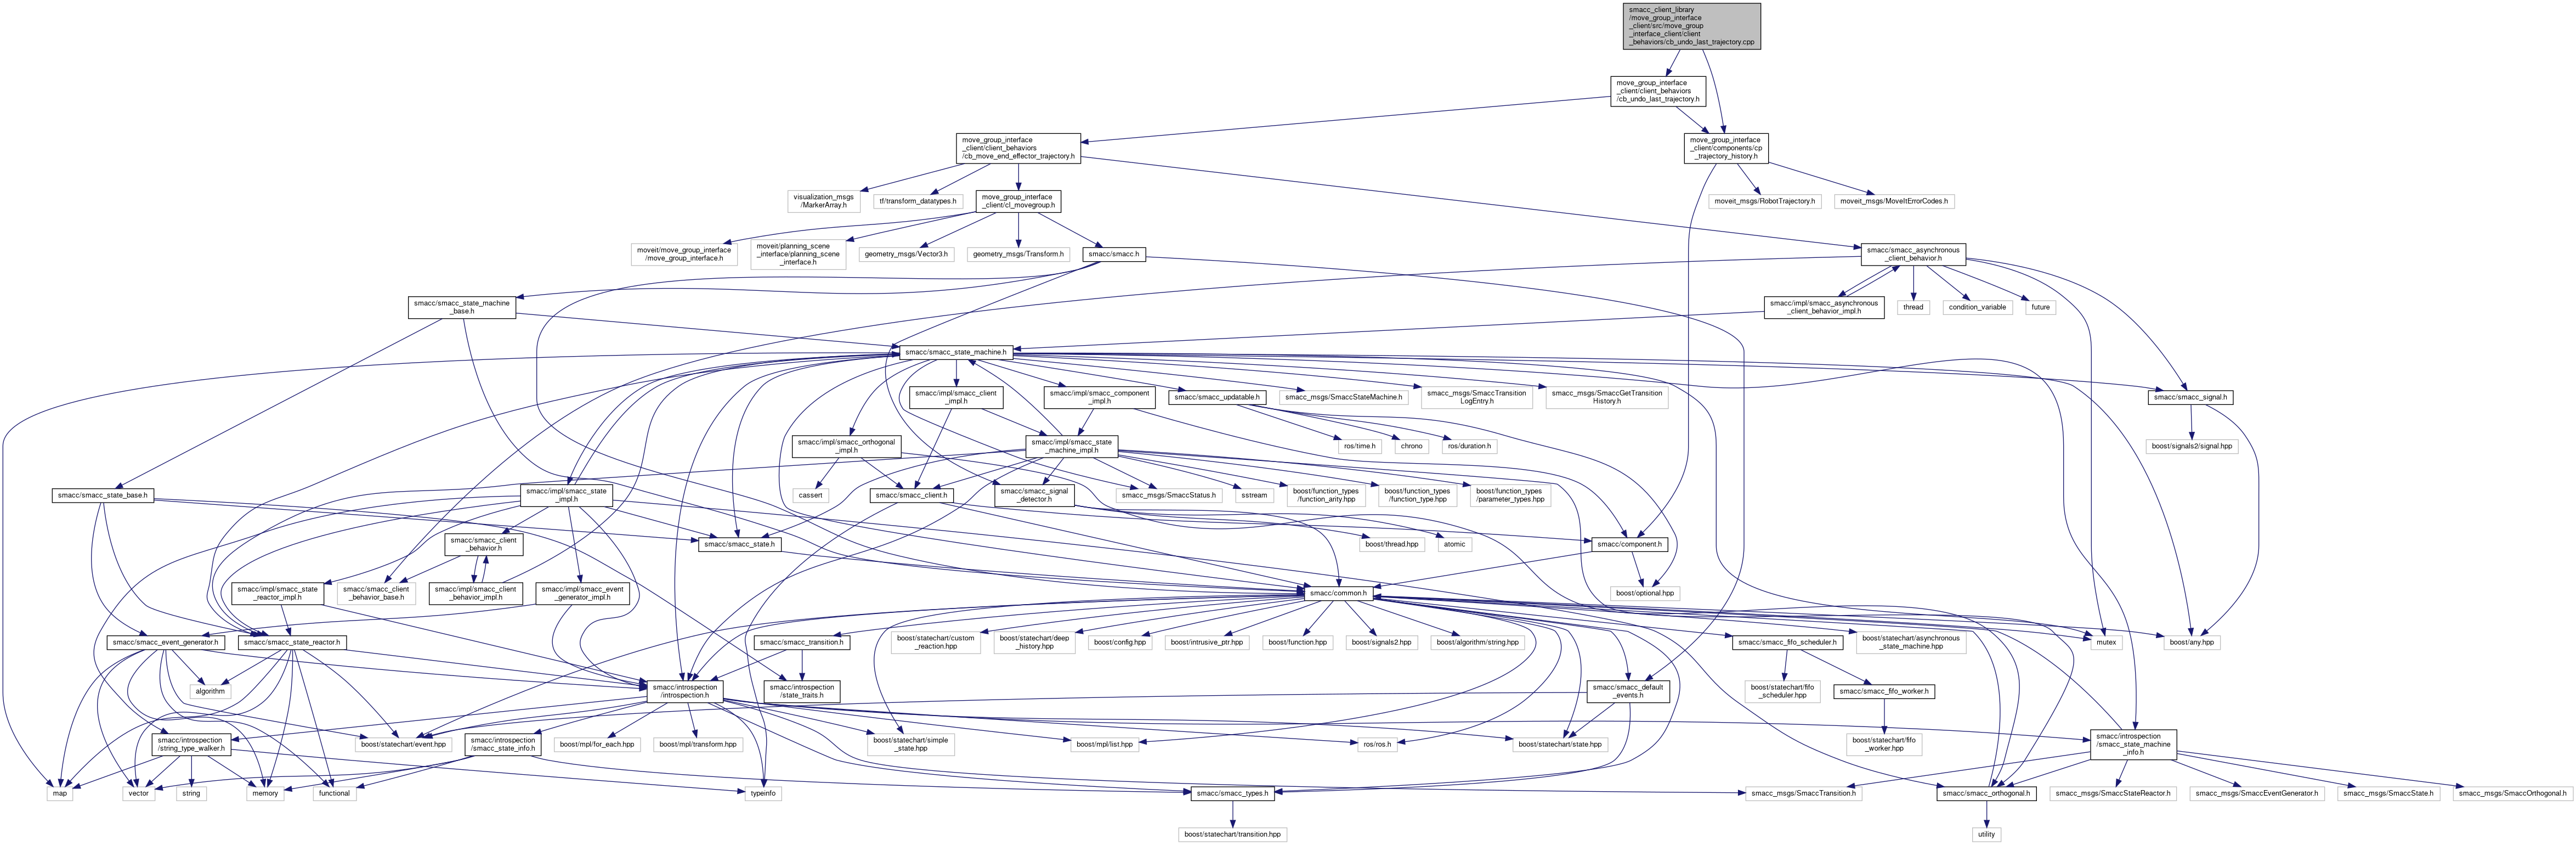 smacc_client_library
/move_group_interface
_client/src/move_group
_interface_client/client
_behaviors/cb_undo_last_trajectory.cpp
move_group_interface
_client/client_behaviors
/cb_undo_last_trajectory.h
move_group_interface
_client/client_behaviors
/cb_move_end_effector_trajectory.h
move_group_interface
_client/components/cp
_trajectory_history.h
visualization_msgs
/MarkerArray.h
tf/transform_datatypes.h
move_group_interface
_client/cl_movegroup.h
moveit_msgs/RobotTrajectory.h
moveit_msgs/MoveItErrorCodes.h
moveit/move_group_interface
/move_group_interface.h
moveit/planning_scene
_interface/planning_scene
_interface.h
geometry_msgs/Vector3.h
geometry_msgs/Transform.h
smacc/smacc.h
smacc/smacc_asynchronous
_client_behavior.h
smacc/smacc_state_machine
_base.h
smacc/impl/smacc_asynchronous
_client_behavior_impl.h
thread
condition_variable
future
smacc/smacc_state_machine.h
smacc/impl/smacc_client
_impl.h
smacc/impl/smacc_component
_impl.h
smacc/smacc_updatable.h
smacc_msgs/SmaccStateMachine.h
smacc_msgs/SmaccTransition
LogEntry.h
smacc_msgs/SmaccGetTransition
History.h
smacc/smacc_signal.h
smacc/impl/smacc_orthogonal
_impl.h
smacc/impl/smacc_state
_machine_impl.h
ros/time.h
chrono
ros/duration.h
boost/signals2/signal.hpp
smacc/smacc_state_base.h
smacc/impl/smacc_state
_impl.h
cassert
smacc/smacc_client.h
smacc/smacc_signal
_detector.h
smacc_msgs/SmaccStatus.h
sstream
boost/function_types
/function_arity.hpp
boost/function_types
/function_type.hpp
boost/function_types
/parameter_types.hpp
smacc/smacc_client
_behavior.h
smacc/smacc_state.h
boost/thread.hpp
atomic
smacc/component.h
smacc/impl/smacc_state
_reactor_impl.h
smacc/smacc_client
_behavior_base.h
smacc/impl/smacc_client
_behavior_impl.h
smacc/impl/smacc_event
_generator_impl.h
smacc/common.h
boost/optional.hpp
smacc/smacc_event_generator.h
smacc/smacc_state_reactor.h
smacc/smacc_transition.h
boost/statechart/custom
_reaction.hpp
boost/statechart/deep
_history.hpp
boost/config.hpp
boost/intrusive_ptr.hpp
boost/function.hpp
boost/signals2.hpp
boost/algorithm/string.hpp
smacc/smacc_fifo_scheduler.h
boost/statechart/asynchronous
_state_machine.hpp
mutex
boost/any.hpp
algorithm
smacc/introspection
/introspection.h
smacc/introspection
/state_traits.h
smacc/smacc_default
_events.h
boost/statechart/fifo
_scheduler.hpp
smacc/smacc_fifo_worker.h
smacc/introspection
/string_type_walker.h
boost/statechart/event.hpp
smacc/introspection
/smacc_state_info.h
boost/mpl/for_each.hpp
boost/mpl/transform.hpp
boost/statechart/simple
_state.hpp
boost/mpl/list.hpp
ros/ros.h
boost/statechart/state.hpp
boost/statechart/fifo
_worker.hpp
smacc/introspection
/smacc_state_machine
_info.h
map
vector
string
memory
functional
typeinfo
smacc/smacc_types.h
smacc_msgs/SmaccTransition.h
smacc/smacc_orthogonal.h
smacc_msgs/SmaccStateReactor.h
smacc_msgs/SmaccEventGenerator.h
smacc_msgs/SmaccState.h
smacc_msgs/SmaccOrthogonal.h
boost/statechart/transition.hpp
utility